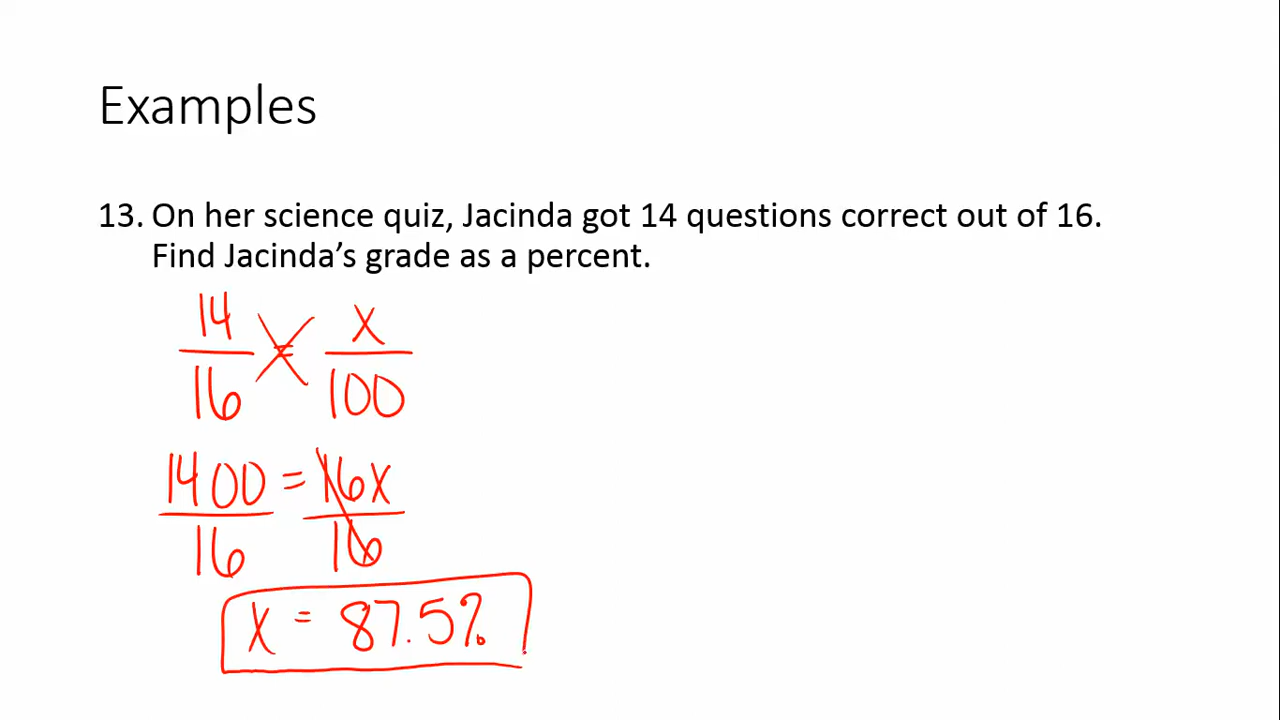 Examples
13. On her science quiz, Jacinda got 14 questions correct out of 16.
Find Jacinda’s grade as a percent.
14 x
=
16 100
1400 = 16x
16 16
x = 87.5%